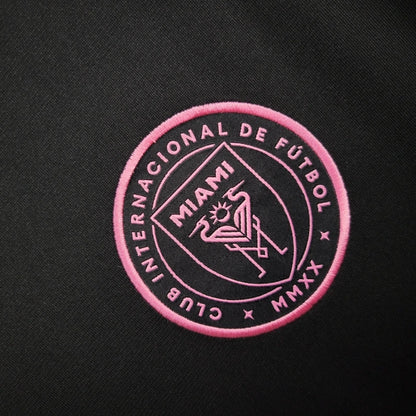 CLUB INTERNACIONAL DE FÚTBOL
MIAMI
MMXX